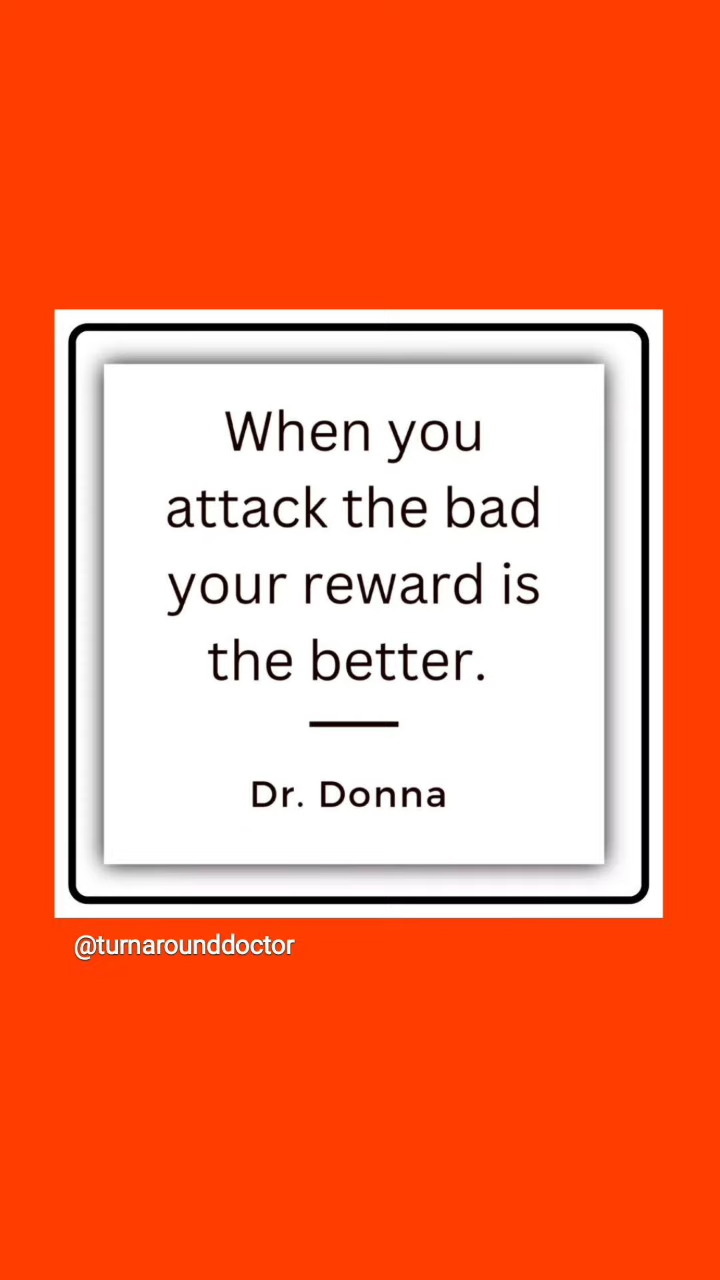 When you
attack the bad
your reward is
the better.
Dr. Donna
@turnarounddoctor